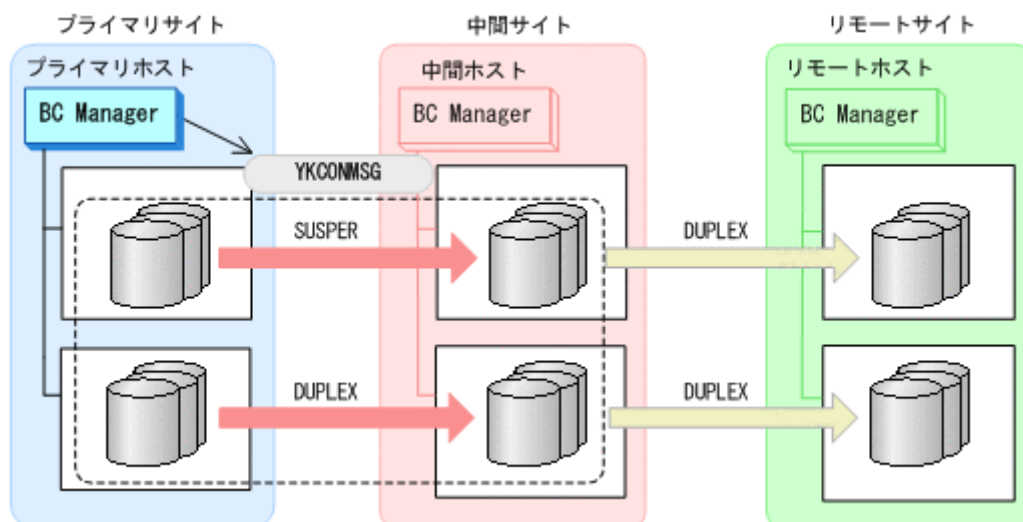 プライマリサイト
中間サイト
リモートサイト
プライマリホスト
中間ホスト
リモートホスト
BC Manager
BC Manager
BC Manager
YKCONMSG
SUSPER
DUPLEX
DUPLEX
DUPLEX